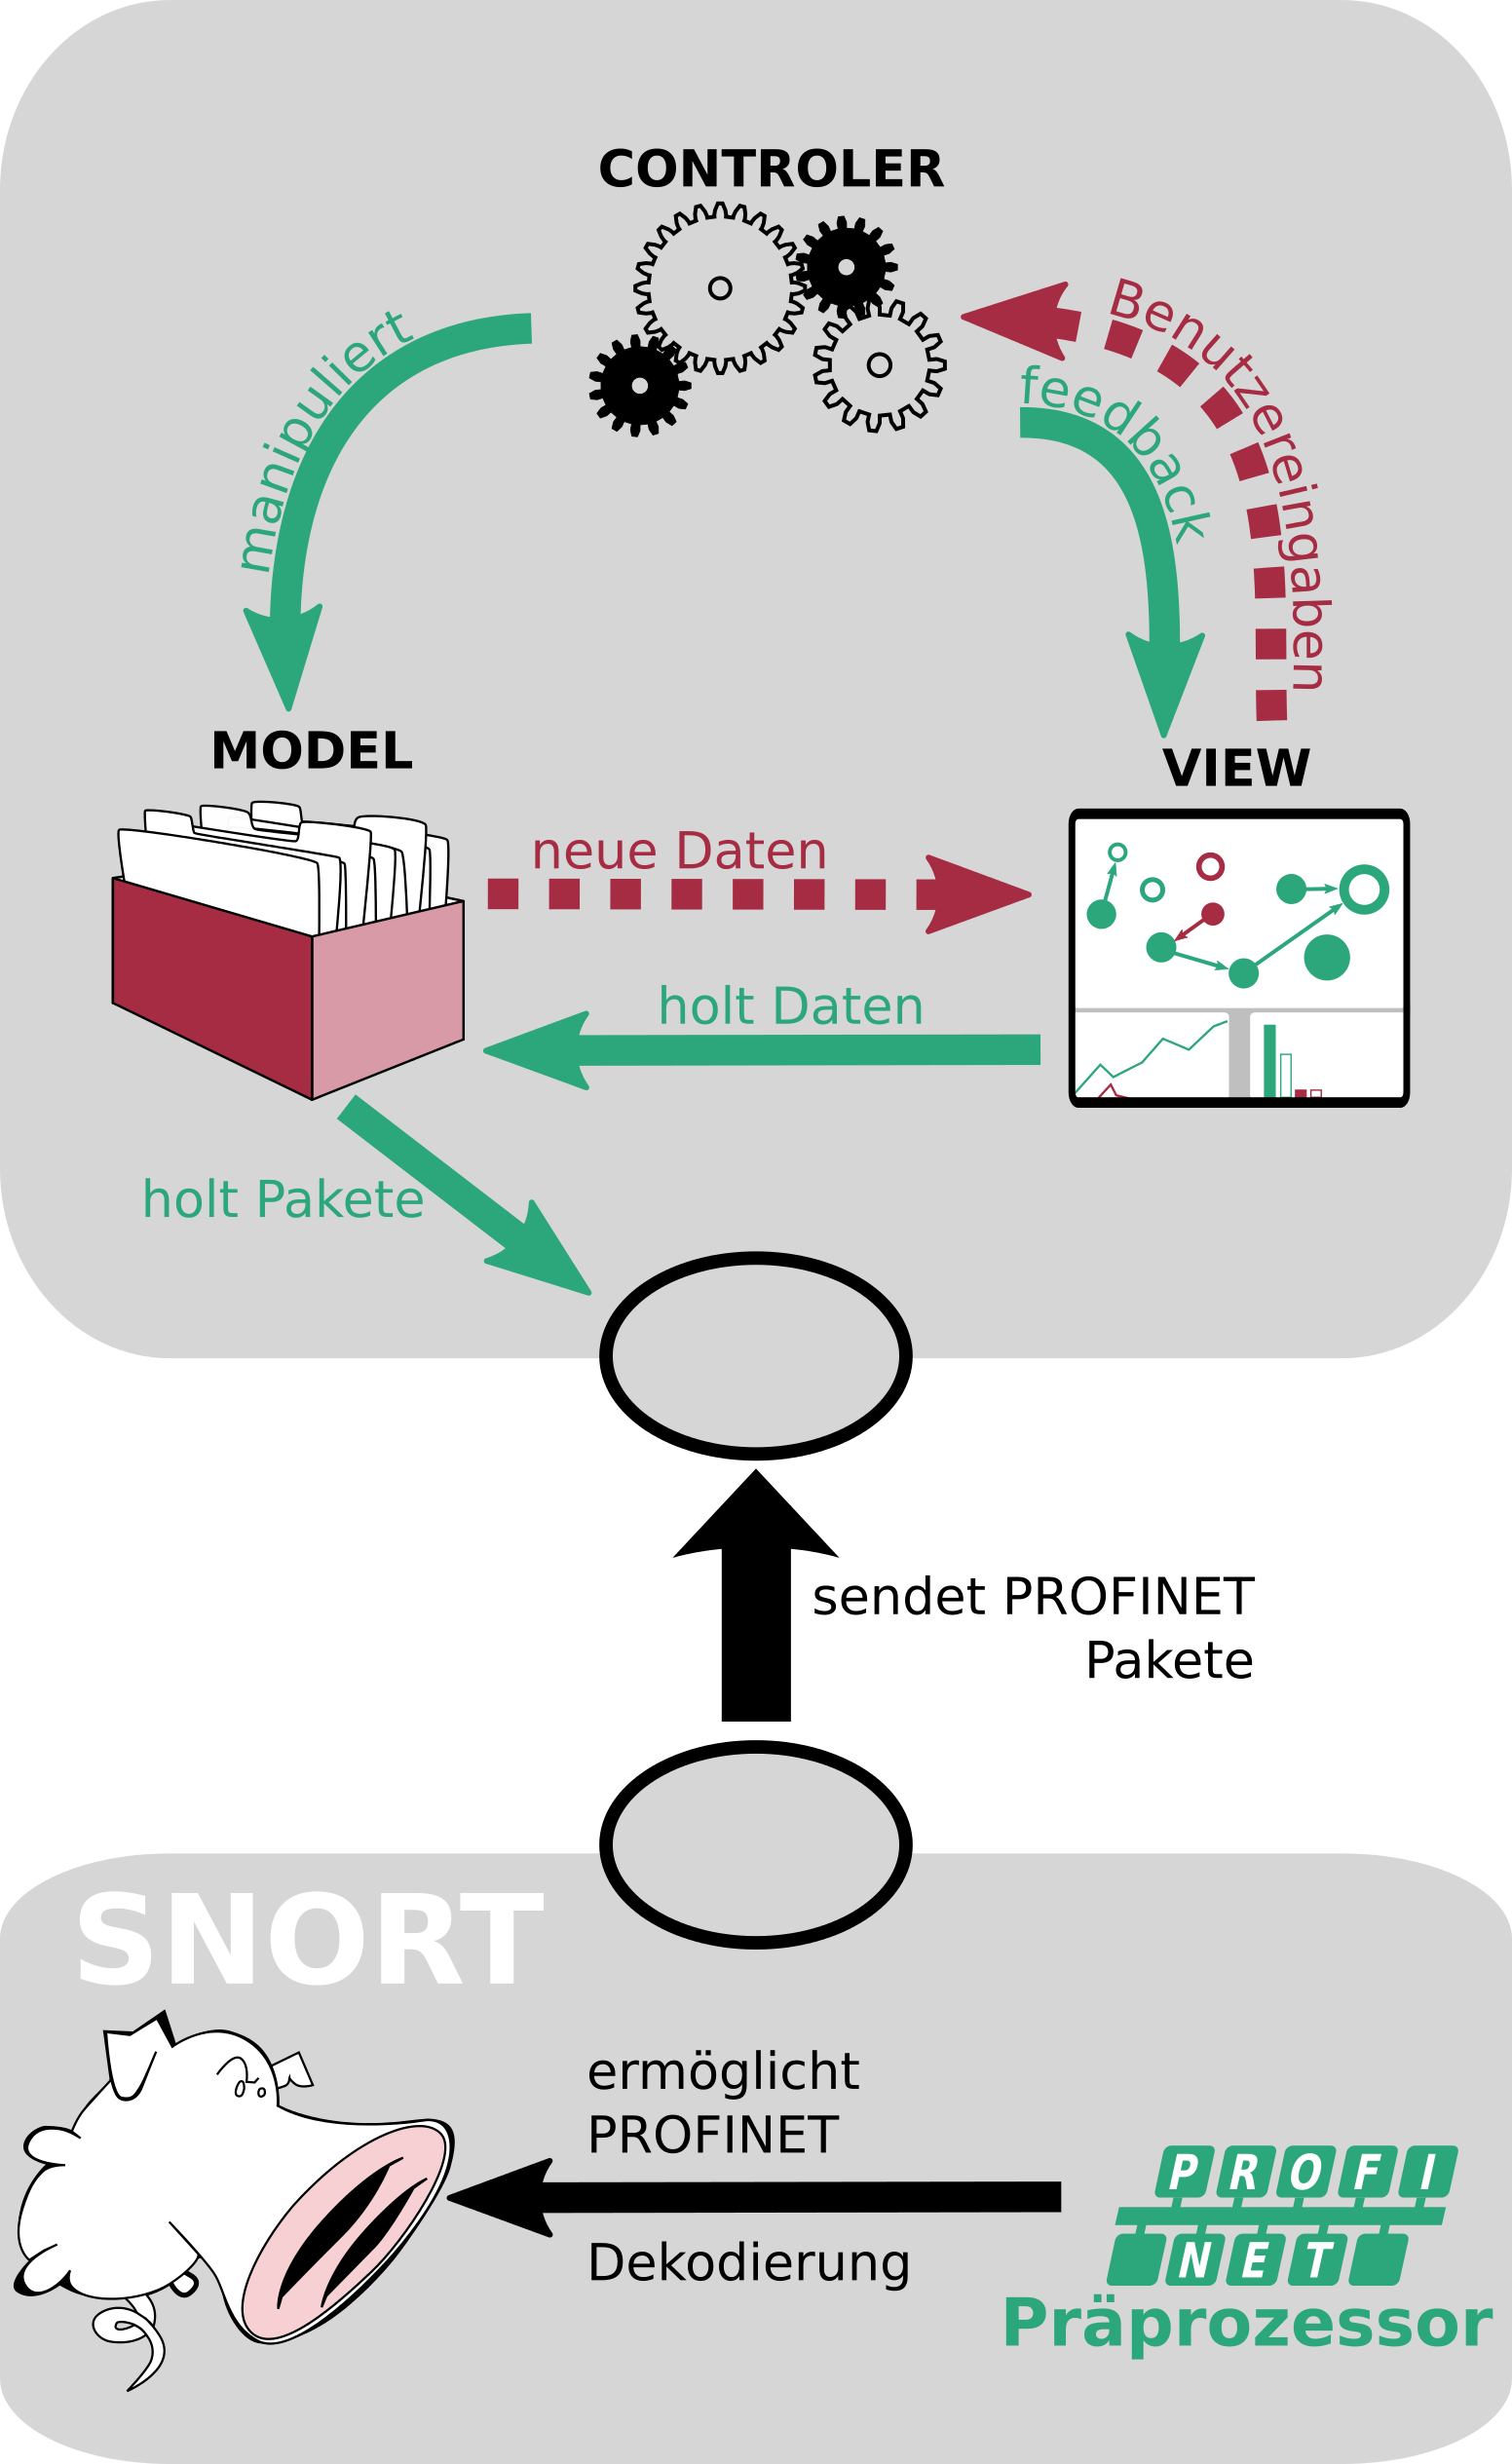 CONTROLER
manipuliert
Benutzereingaben
feedback
MODEL
VIEW
neue Daten
holt Daten
holt Pakete
sendet PROFINET
Pakete
SNORT
ermöglicht
PROFINET
Dekodierung
PROFI
NET
Präprozessor